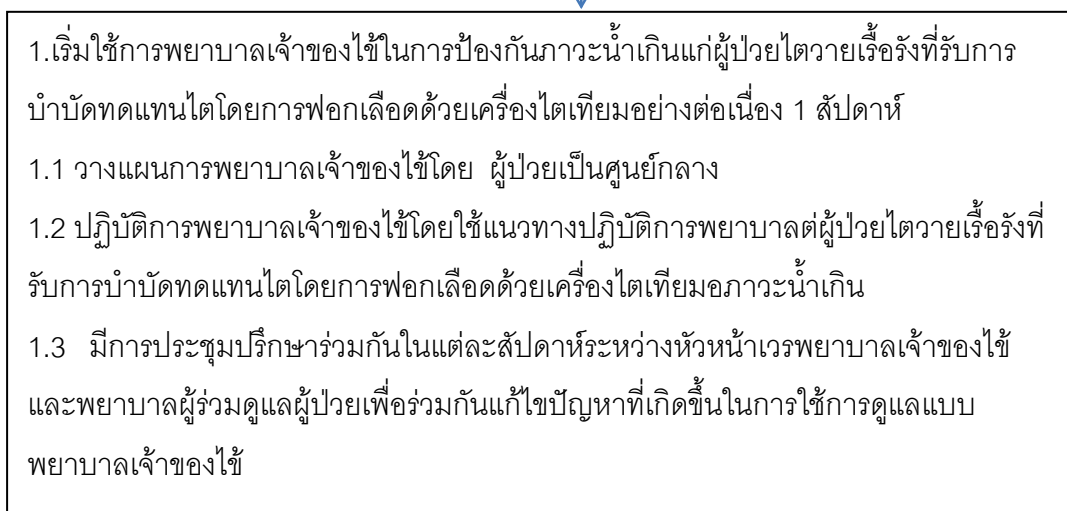 1.เริ่มใช้การพยาบาลเจ้าของไข้ในการป้องกันภาวะน้ำเกินแก่ผู้ป่วยไตวายเรื้อรังที่รับการ
บำบัดทดแทนไตโดยการฟอกเลือดด้วยเครื่องไตเทียมอย่างต่อเนื่อง 1 สัปดาห์
1.1 วางแผนการพยาบาลเจ้าของไข้โดย ผู้ป่วยเป็นศูนย์กลาง
1.2 ปฏิบัติการพยาบาลเจ้าของไข้โดยใช้แนวทางปฏิบัติการพยาบาลต่ผู้ป่วยไตวายเรื้อรังที่
รับการบำบัดทดแทนไตโดยการฟอกเลือดด้วยเครื่องไตเทียมอภาวะน้ำเกิน
1.3 มีการประชุมปรึกษาร่วมกันในแต่ละสัปดาห์ระหว่างหัวหน้าเวรพยาบาลเจ้าของไข้
และพยาบาลผู้ร่วมดูแลผู้ป่วยเพื่อร่วมกันแก้ไขปัญหาที่เกิดขึ้นในการใช้การดูแลแบบ
พยาบาลเจ้าของไข้